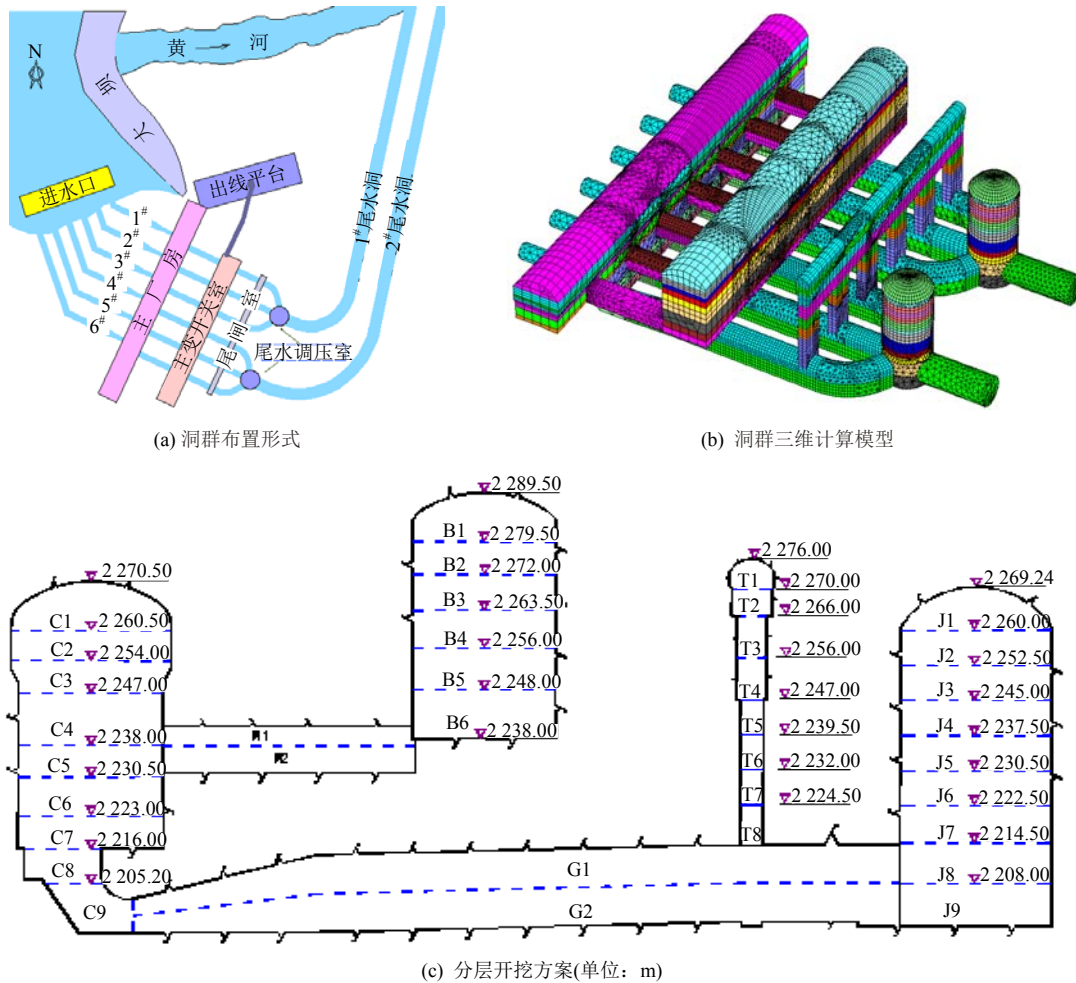 N
黄
河
大
坝
进水口
出线平台
1#
2#
3#
4#
5#
6#
主厂房
主变开关室
尾闸室
尾水调压室
1#尾水洞
2#尾水洞
(a) 洞群布置形式
(b) 洞群三维计算模型
2 289.50
B1 2 279.50
B2 2 272.00
B3 2 263.50
B4 2 256.00
B5 2 248.00
B6 2 238.00
2 270.50
C1 2 260.50
C2 2 254.00
C3 2 247.00
C4 2 238.00
C5 2 230.50
C6 2 223.00
C7 2 216.00
C8 2 205.20
C9
2 276.00
T1 2 270.00
T2 2 266.00
T3 2 256.00
T4 2 247.00
T5 2 239.50
T6 2 232.00
T7 2 224.50
T8
2 269.24
J1 2 260.00
J2 2 252.50
J3 2 245.00
J4 2 237.50
J5 2 230.50
J6 2 222.50
J7 2 214.50
J8 2 208.00
J9
G1
G2
(c) 分层开挖方案(单位：m)